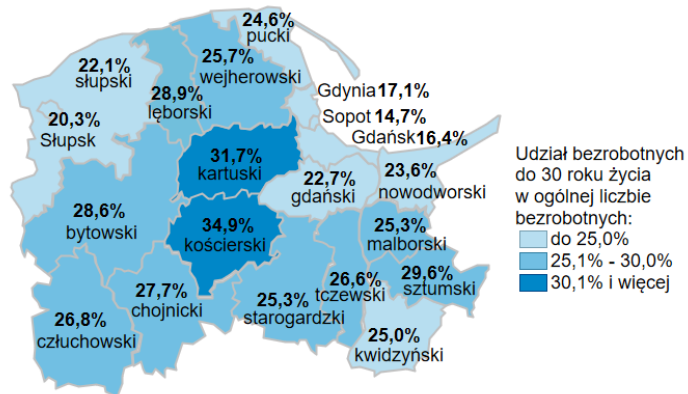 24,6%
pucki
25,7%
wejherowski
22,1%
słupski
28,9%
lęborski
Gdynia 17,1%
Sopot 14,7%
Gdańsk 16,4%
20,3%
Słupsk
31,7%
kartuski
22,7%
gdański
23,6%
nowodworski
28,6%
bytowski
34,9%
kościerski
25,3%
malborski
29,6%
sztumski
26,6%
tczewski
27,7%
chojnicki
25,3%
starogardzki
26,8%
człuchowski
25,0%
kwidzyński
Udział bezrobotnych
do 30 roku życia
w ogólnej liczbie
bezrobotnych:
do 25,0%
25,1% - 30,0%
30,1% i więcej